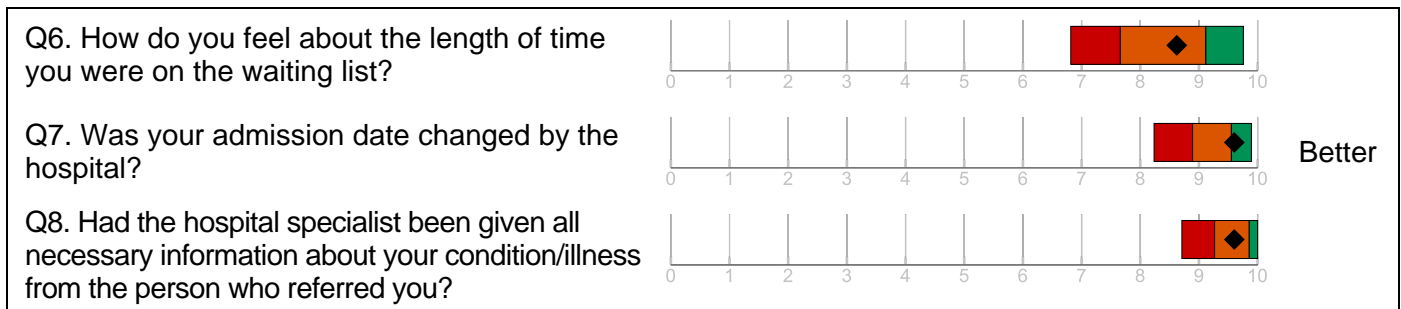 Q6. How do you feel about the length of time
you were on the waiting list?
0 1 2 3 4 5 6 7 8 9 10
Q7. Was your admission date changed by the
hospital?
Better
0 1 2 3 4 5 6 7 8 9 10
Q8. Had the hospital specialist been given all
necessary information about your condition/illness
from the person who referred you?
0 1 2 3 4 5 6 7 8 9 10